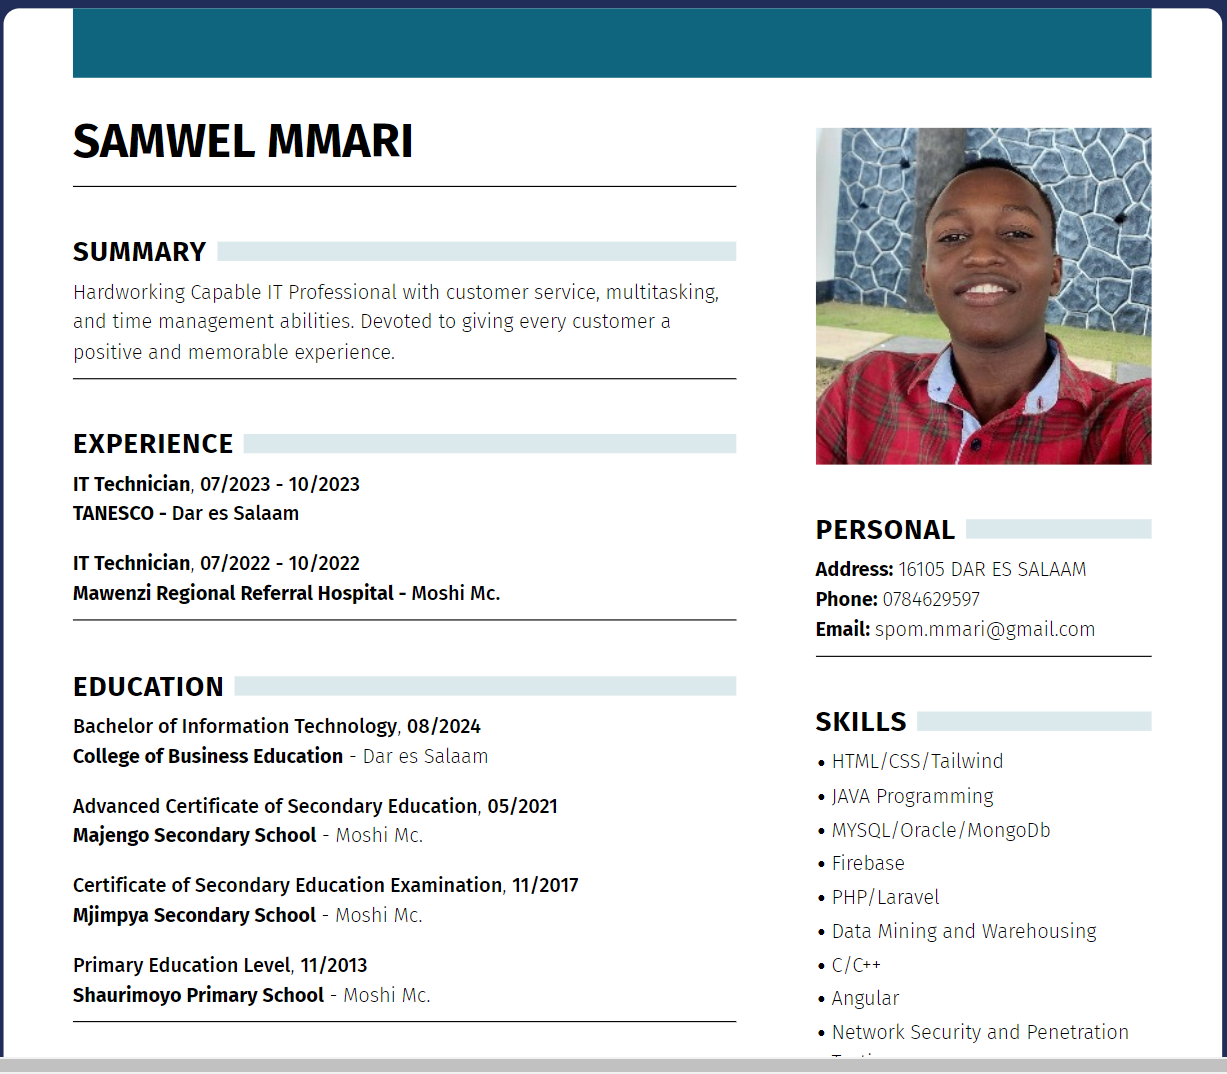 SAMWEL MMARI
SUMMARY
Hardworking Capable IT Professional with customer service, multitasking,
and time management abilities. Devoted to giving every customer a
positive and memorable experience.
EXPERIENCE
IT Technician, 07/2023 - 10/2023
TANESCO - Dar es Salaam
IT Technician, 07/2022 - 10/2022
Mawenzi Regional Referral Hospital - Moshi Mc.
EDUCATION
Bachelor of Information Technology, 08/2024
College of Business Education - Dar es Salaam
Advanced Certificate of Secondary Education, 05/2021
Majengo Secondary School - Moshi Mc.
Certificate of Secondary Education Examination, 11/2017
Mjimpya Secondary School - Moshi Mc.
Primary Education Level, 11/2013
Shaurimoyo Primary School - Moshi Mc.
PERSONAL
Address: 16105 DAR ES SALAAM
Phone: 0784629597
Email: spom.mmari@gmail.com
SKILLS
• HTML/CSS/Tailwind
• JAVA Programming
• MYSQL/Oracle/MongoDb
• Firebase
• PHP/Laravel
• Data Mining and Warehousing
• C/C++
• Angular
• Network Security and Penetration